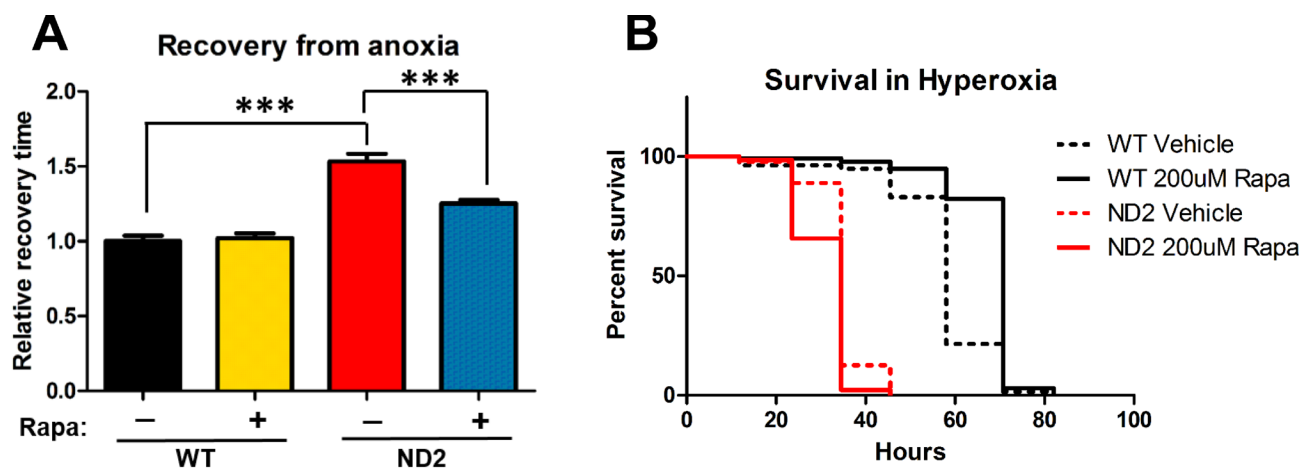 A
Recovery from anoxia
Relative recovery time
2.0
1.5
1.0
0.5
0.0
***
***
Rapa: – + – +
WT ND2
B
Survival in Hyperoxia
Percent survival
100
50
0
0 20 40 60 80 100
Hours
WT Vehicle
WT 200uM Rapa
ND2 Vehicle
ND2 200uM Rapa